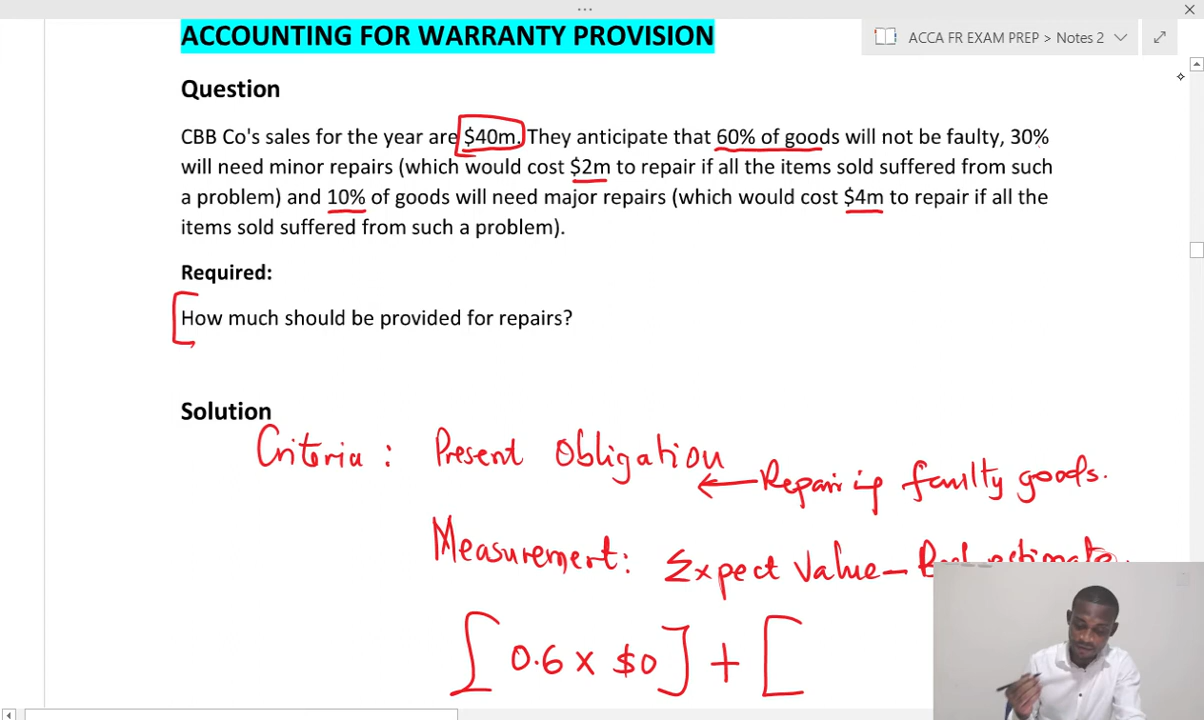 ACCOUNTING FOR WARRANTY PROVISION
ACCA FR EXAM PREP > Notes 2
Question
CBB Co's sales for the year are $40m. They anticipate that 60% of goods will not be faulty, 30%
will need minor repairs (which would cost $2m to repair if all the items sold suffered from such
a problem) and 10% of goods will need major repairs (which would cost $4m to repair if all the
items sold suffered from such a problem).
Required:
How much should be provided for repairs?
Solution
Criteria : Present Obligation
Repairing faulty goods.
Measurement: Expect Value – Best estimate.
[ 0.6 x $0 ] + [